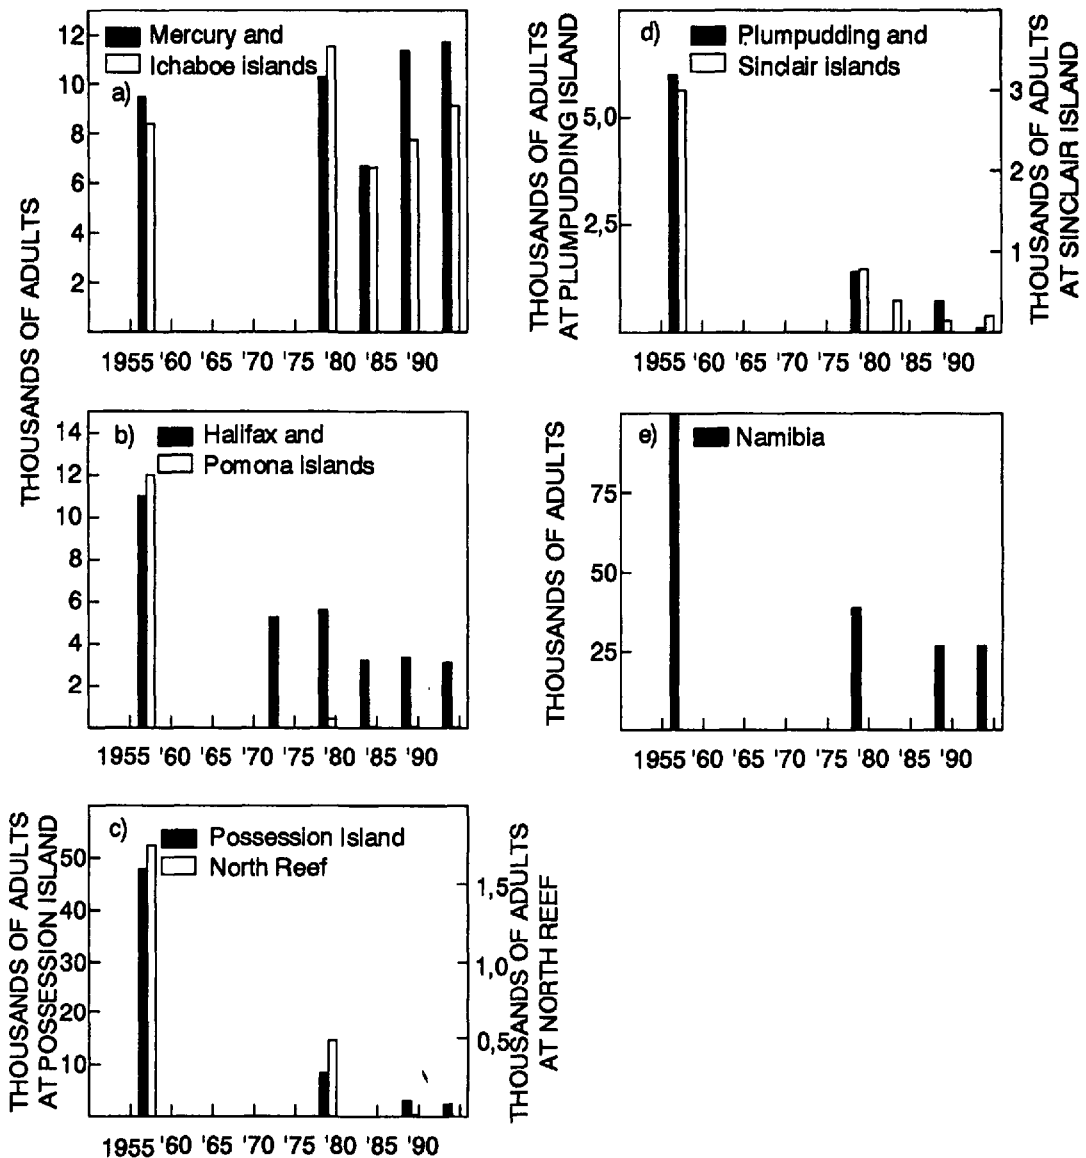 THOUSANDS OF ADULTS
a)
Mercury and
Ichaboe islands
12
10
8
6
4
2
1955 '60 '65 '70 '75 '80 '85 '90
b)
Halifax and
Pomona islands
14
12
10
8
6
4
2
1955 '60 '65 '70 '75 '80 '85 '90
THOUSANDS OF ADULTS
AT POSSESSION ISLAND
c)
Possession Island
North Reef
50
40
30
20
10
1,5
1,0
0,5
THOUSANDS OF ADULTS
AT NORTH REEF
1955 '60 '65 '70 '75 '80 '85 '90
THOUSANDS OF ADULTS
AT PLUMPUDDING ISLAND
d)
Plumpudding and
Sinclair islands
5,0
2,5
3
2
1
THOUSANDS OF ADULTS
AT SINCLAIR ISLAND
1955 '60 '65 '70 '75 '80 '85 '90
THOUSANDS OF ADULTS
e)
Namibia
75
50
25
1955 '60 '65 '70 '75 '80 '85 '90